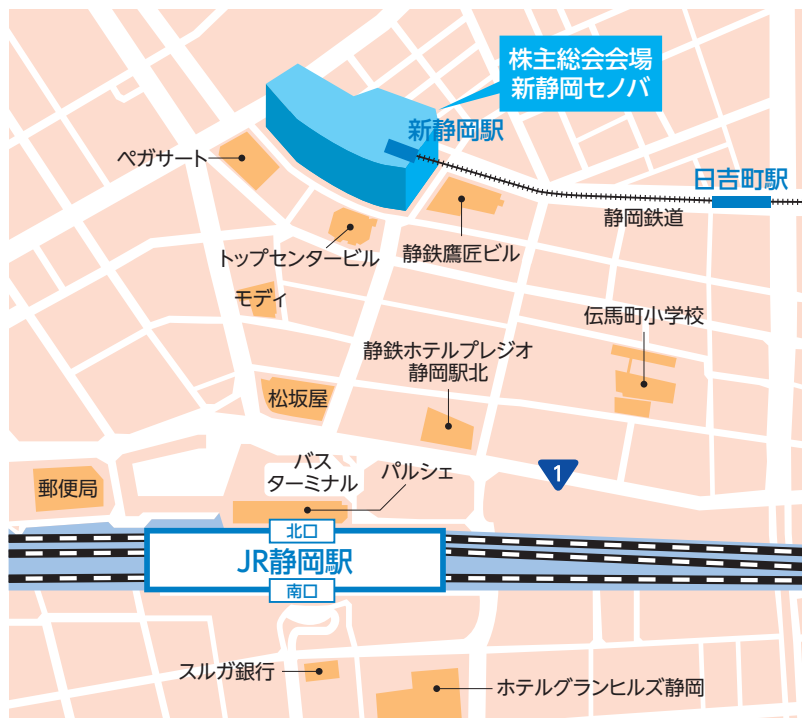 株主総会会場
新静岡セノバ
新静岡駅
ペガサート
日吉町駅
静岡鉄道
トップセンタービル
静鉄鷹匠ビル
モディ
伝馬町小学校
静鉄ホテルプレジオ
静岡駅北
松坂屋
バス
ターミナル
パルシェ
1
郵便局
北口
JR静岡駅
南口
スルガ銀行
ホテルグランヒルズ静岡